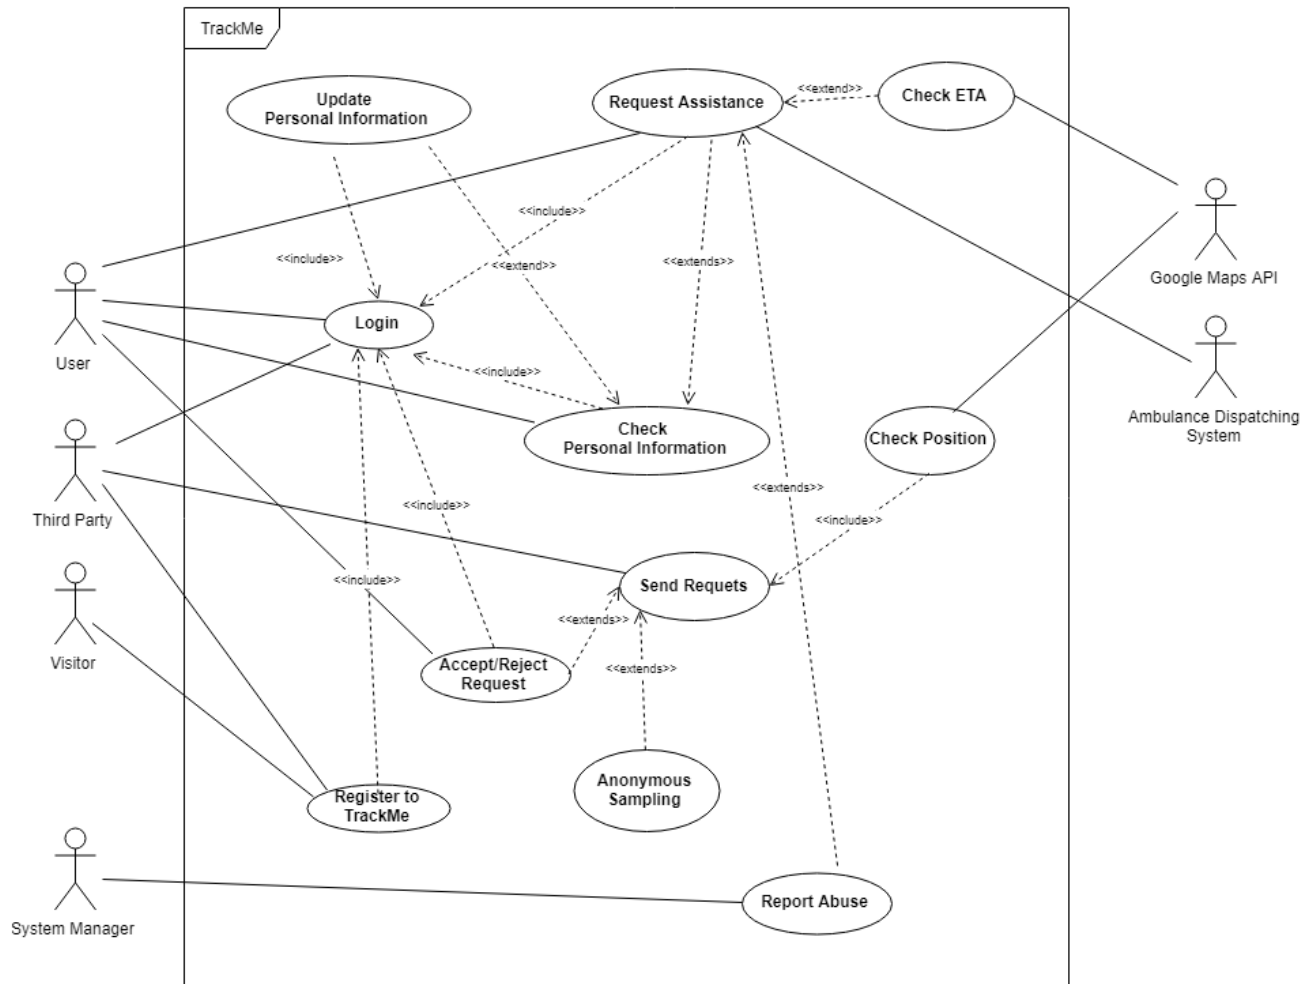 TrackMe
Update
Personal Information
Request Assistance
<<extend>>
Check ETA
<<include>>
<<include>>
<<extend>>
<<extends>>
Google Maps API
User
Login
<<include>>
Check
Personal Information
Check Position
Ambulance Dispatching
System
Third Party
<<include>>
<<extends>>
<<include>>
Visitor
<<include>>
Send Requets
<<extends>>
Accept/Reject
Request
<<extends>>
Anonymous
Sampling
Register to
TrackMe
System Manager
Report Abuse